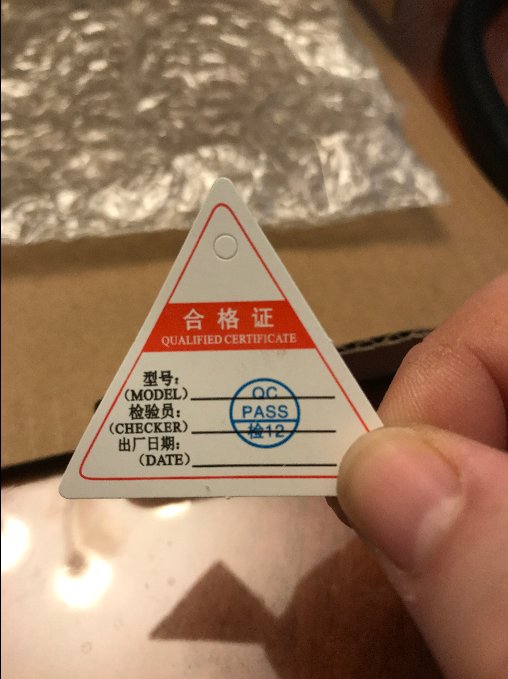 合格证
QUALIFIED CERTIFICATE
型号:
(MODEL)
QC
检验员:
PASS
(CHECKER)
检12
出厂日期:
(DATE)